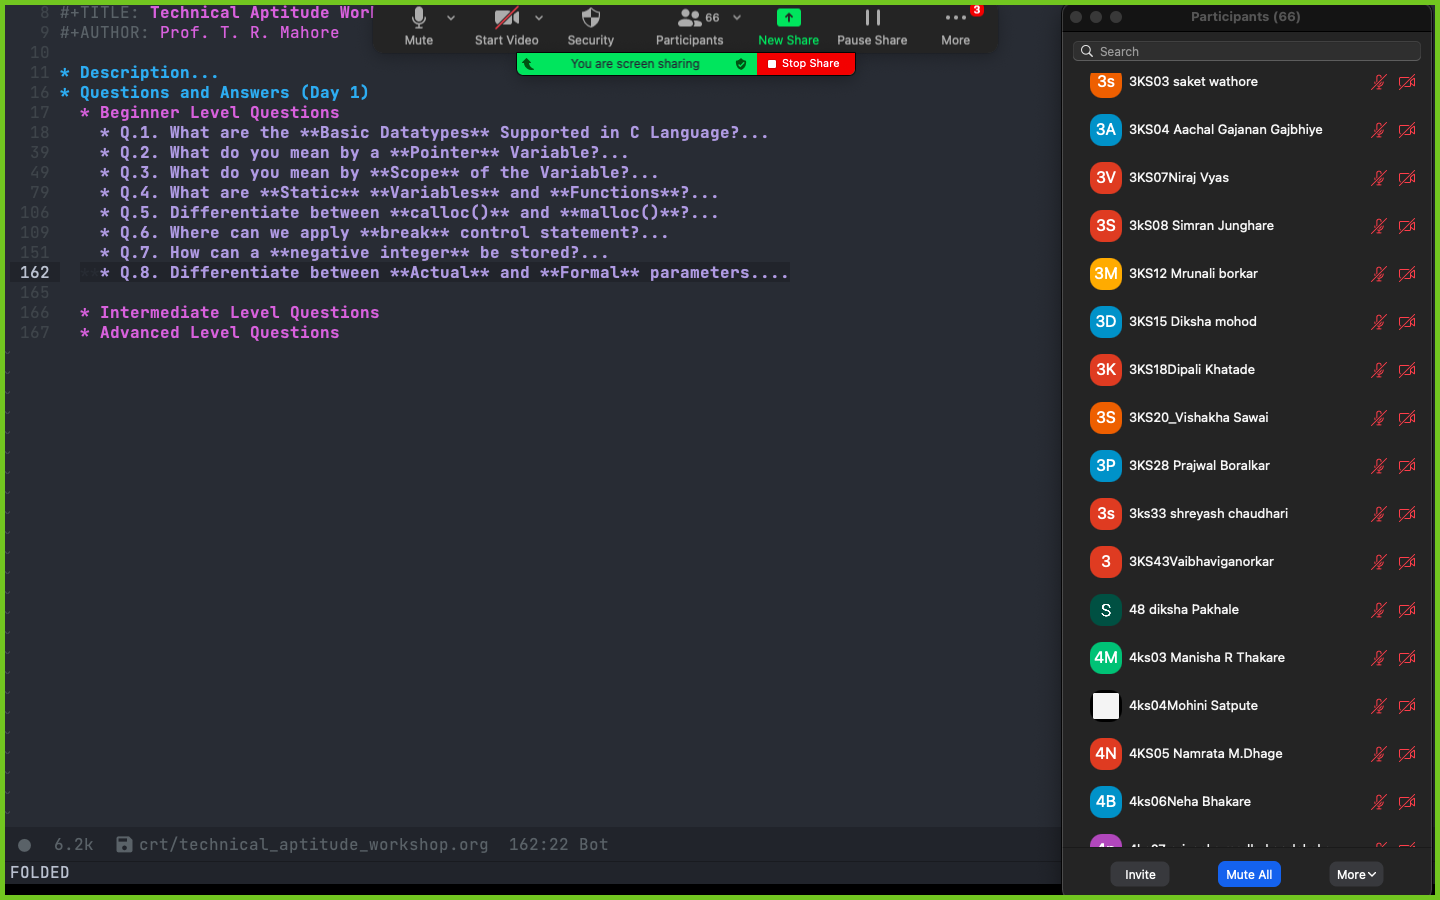 8 #+TITLE: Technical Aptitude Work
9 #+AUTHOR: Prof. T. R. Mahore
10
11 * Description...
16 * Questions and Answers (Day 1)
17 * Beginner Level Questions
18 * Q.1. What are the **Basic Datatypes** Supported in C Language?...
39 * Q.2. What do you mean by a **Pointer** Variable?...
49 * Q.3. What do you mean by **Scope** of the Variable?...
79 * Q.4. What are **Static** **Variables** and **Functions**?...
106 * Q.5. Differentiate between **calloc()** and **malloc()**?...
109 * Q.6. Where can we apply **break** control statement?...
151 * Q.7. How can a **negative integer** be stored?...
162 * Q.8. Differentiate between **Actual** and **Formal** parameters....
165
166 * Intermediate Level Questions
167 * Advanced Level Questions
6.2k crt/technical_aptitude_workshop.org 162:22 Bot
FOLDED
66 3
Mute Start Video Security Participants New Share Pause Share More
You are screen sharing Stop Share
Participants (66)
Search
3s 3KS03 saket wathore
3A 3KS04 Aachal Gajanan Gajbhiye
3V 3KS07Niraj Vyas
3S 3kS08 Simran Junghare
3M 3KS12 Mrunali borkar
3D 3KS15 Diksha mohod
3K 3KS18Dipali Khatade
3S 3KS20_Vishakha Sawai
3P 3KS28 Prajwal Boralkar
3s 3ks33 shreyash chaudhari
3 3KS43Vaibhaviganorkar
S 48 diksha Pakhale
4M 4ks03 Manisha R Thakare
4ks04Mohini Satpute
4N 4KS05 Namrata M.Dhage
4B 4ks06Neha Bhakare
Invite Mute All More